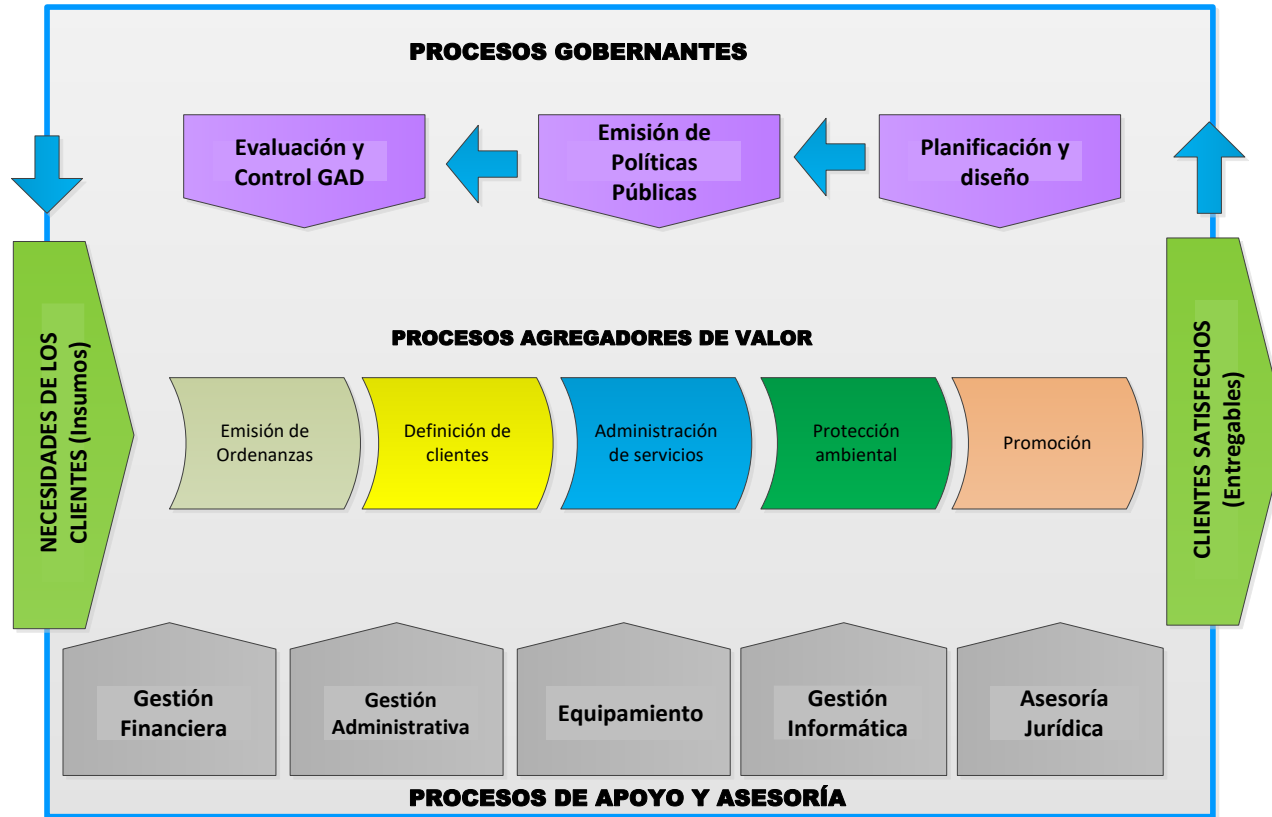 PROCESOS GOBERNANTES
Evaluación y
Control GAD
Emisión de
Políticas
Públicas
Planificación y
diseño
NECESIDADES DE LOS
CLIENTES (Insumos)
PROCESOS AGREGADORES DE VALOR
Emisión de
Ordenanzas
Definición de
clientes
Administración
de servicios
Protección
ambiental
Promoción
CLIENTES SATISFECHOS
(Entregables)
Gestión
Financiera
Gestión
Administrativa
Equipamiento
Gestión
Informática
Asesoría
Jurídica
PROCESOS DE APOYO Y ASESORÍA